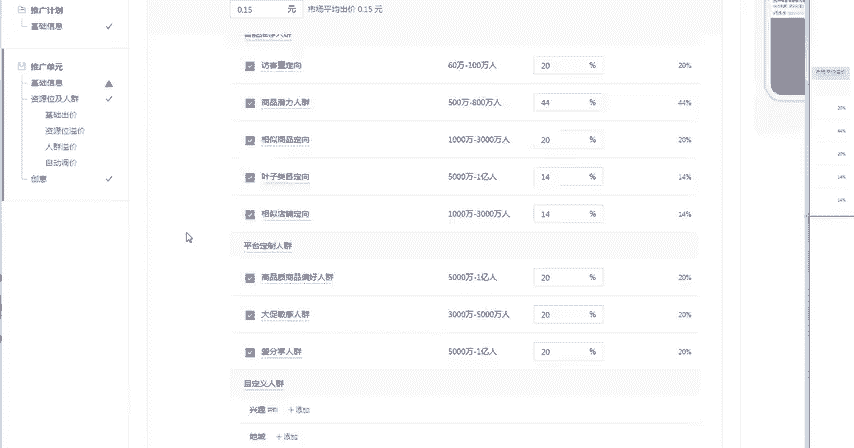 推广计划
基础信息
0.15 元 市场平均出价 0.15 元
推广单元
基础信息
资源位及人群
基础出价
资源位溢价
人群溢价
自动调价
创意
访客重定向 60万-100万人 20 % 20%
商品潜力人群 500万-800万人 44 % 44%
相似商品定向 1000万-3000万人 20 % 20%
叶子类目定向 5000万-1亿人 14 % 14%
相似店铺定向 1000万-3000万人 14 % 14%
平台定制人群
高品质商品偏好人群 5000万-1亿人 20 % 20%
大促敏感人群 3000万-5000万人 20 % 20%
爱分享人群 5000万-1亿人 20 % 20%
自定义人群
兴趣 + 添加
地域 + 添加
20%
44%
20%
14%
14%